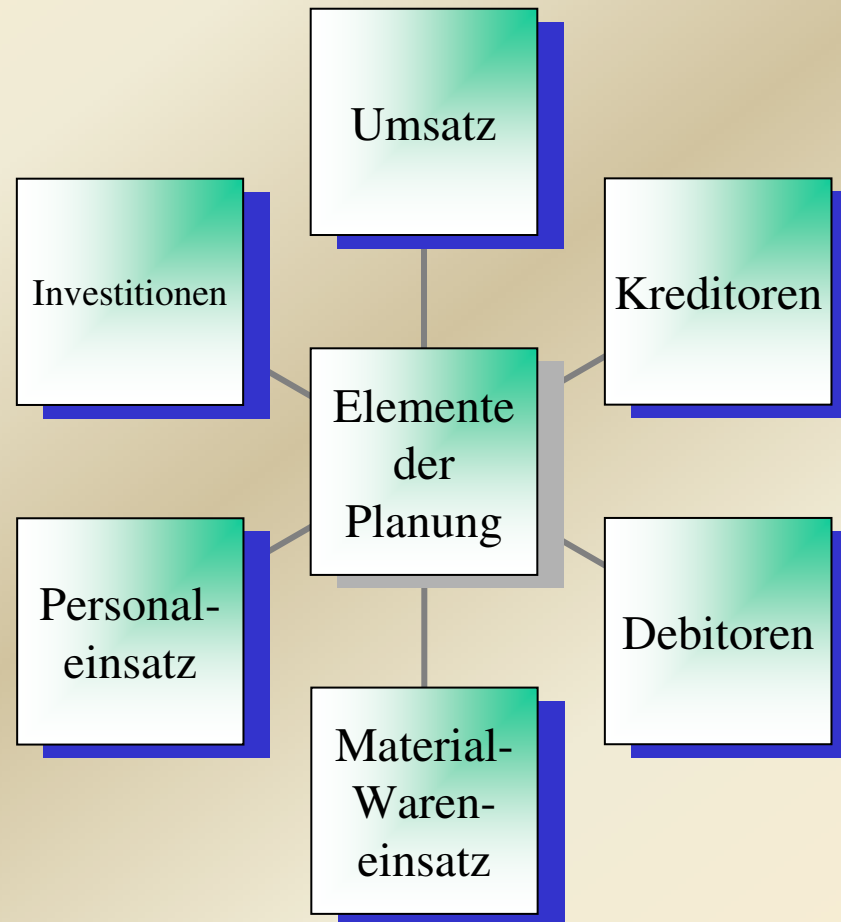 Umsatz
Investitionen
Kreditoren
Elemente
der
Planung
Personal-
einsatz
Debitoren
Material-
Waren-
einsatz